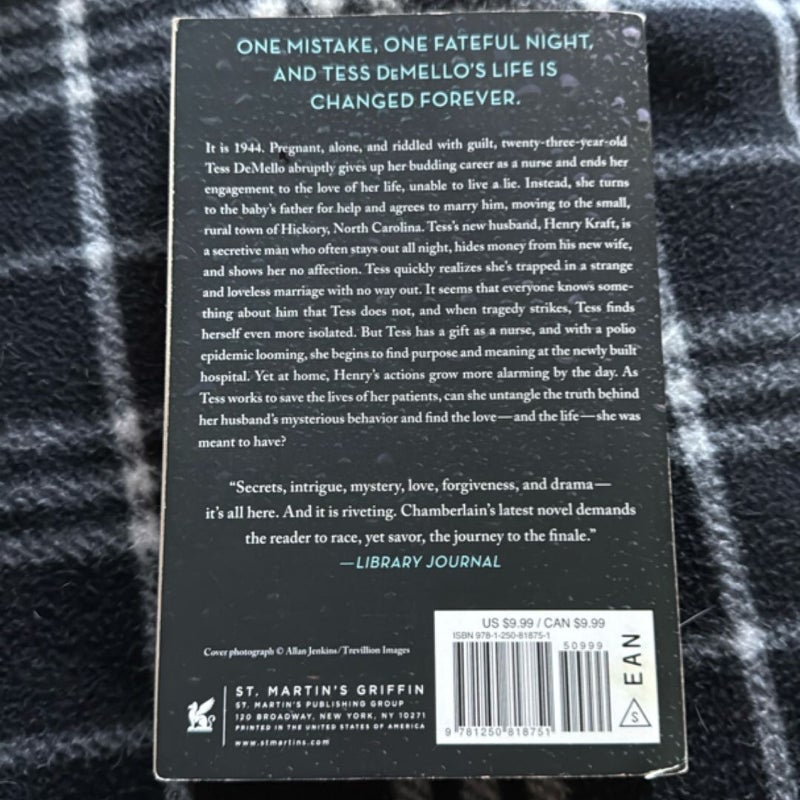 ONE MISTAKE, ONE FATEFUL NIGHT,
AND TESS DEMELLO'S LIFE IS
CHANGED FOREVER.
It is 1944. Pregnant, alone, and riddled with guilt, twenty-three-year-old
Tess DeMello abruptly gives up her budding career as a nurse and ends her
engagement to the love of her life, unable to live a lie. Instead, she turns
to the baby's father for help and agrees to marry him, moving to the small,
rural town of Hickory, North Carolina. Tess's new husband, Henry Kraft, is
a secretive man who often stays out all night, hides money from his new wife,
and shows her no affection. Tess quickly realizes she's trapped in a strange
and loveless marriage with no way out. It seems that everyone knows some-
thing about him that Tess does not, and when tragedy strikes, Tess finds
herself even more isolated. But Tess has a gift as a nurse, and with a polio
epidemic looming, she begins to find purpose and meaning at the newly built
hospital. Yet at home, Henry's actions grow more alarming by the day. As
Tess works to save the lives of her patients, can she untangle the truth behind
her husband's mysterious behavior and find the love—and the life—she was
meant to have?
"Secrets, intrigue, mystery, love, forgiveness, and drama—
it's all here. And it is riveting. Chamberlain's latest novel demands
the reader to race, yet savor, the journey to the finale."
—LIBRARY JOURNAL
US $9.99 / CAN $9.99
ISBN 978-1-250-81875-1
50999
EAN
S
9 781250 818751
Cover photograph © Allan Jenkins/Trevillion Images
ST. MARTIN'S GRIFFIN
ST. MARTIN'S PUBLISHING GROUP
120 BROADWAY, NEW YORK, NY 10271
PRINTED IN THE UNITED STATES OF AMERICA
www.stmartins.com